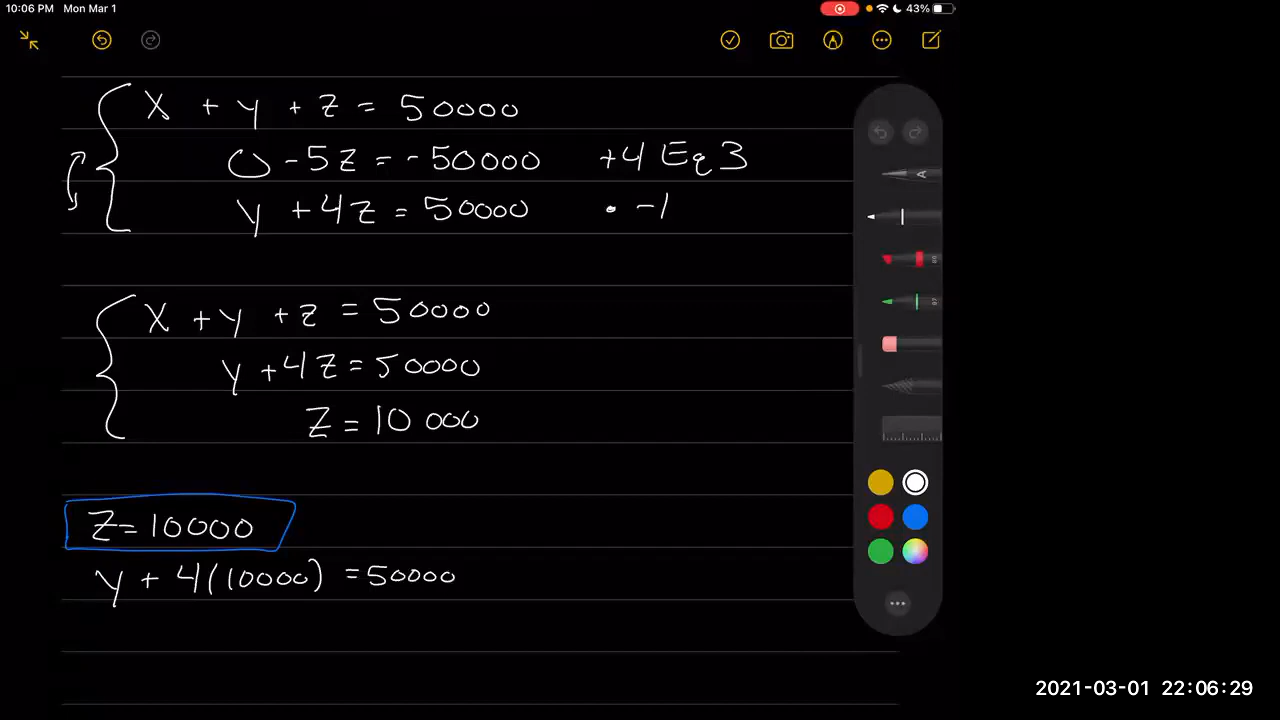 10:06 PM Mon Mar 1
43%
x + y + z = 50000
0 - 5z = -50000 +4 Eq 3
y + 4z = 50000 • -1
x + y + z = 50000
y + 4z = 50000
z = 10 000
z = 10000
y + 4(10000) = 50000
2021-03-01 22:06:29